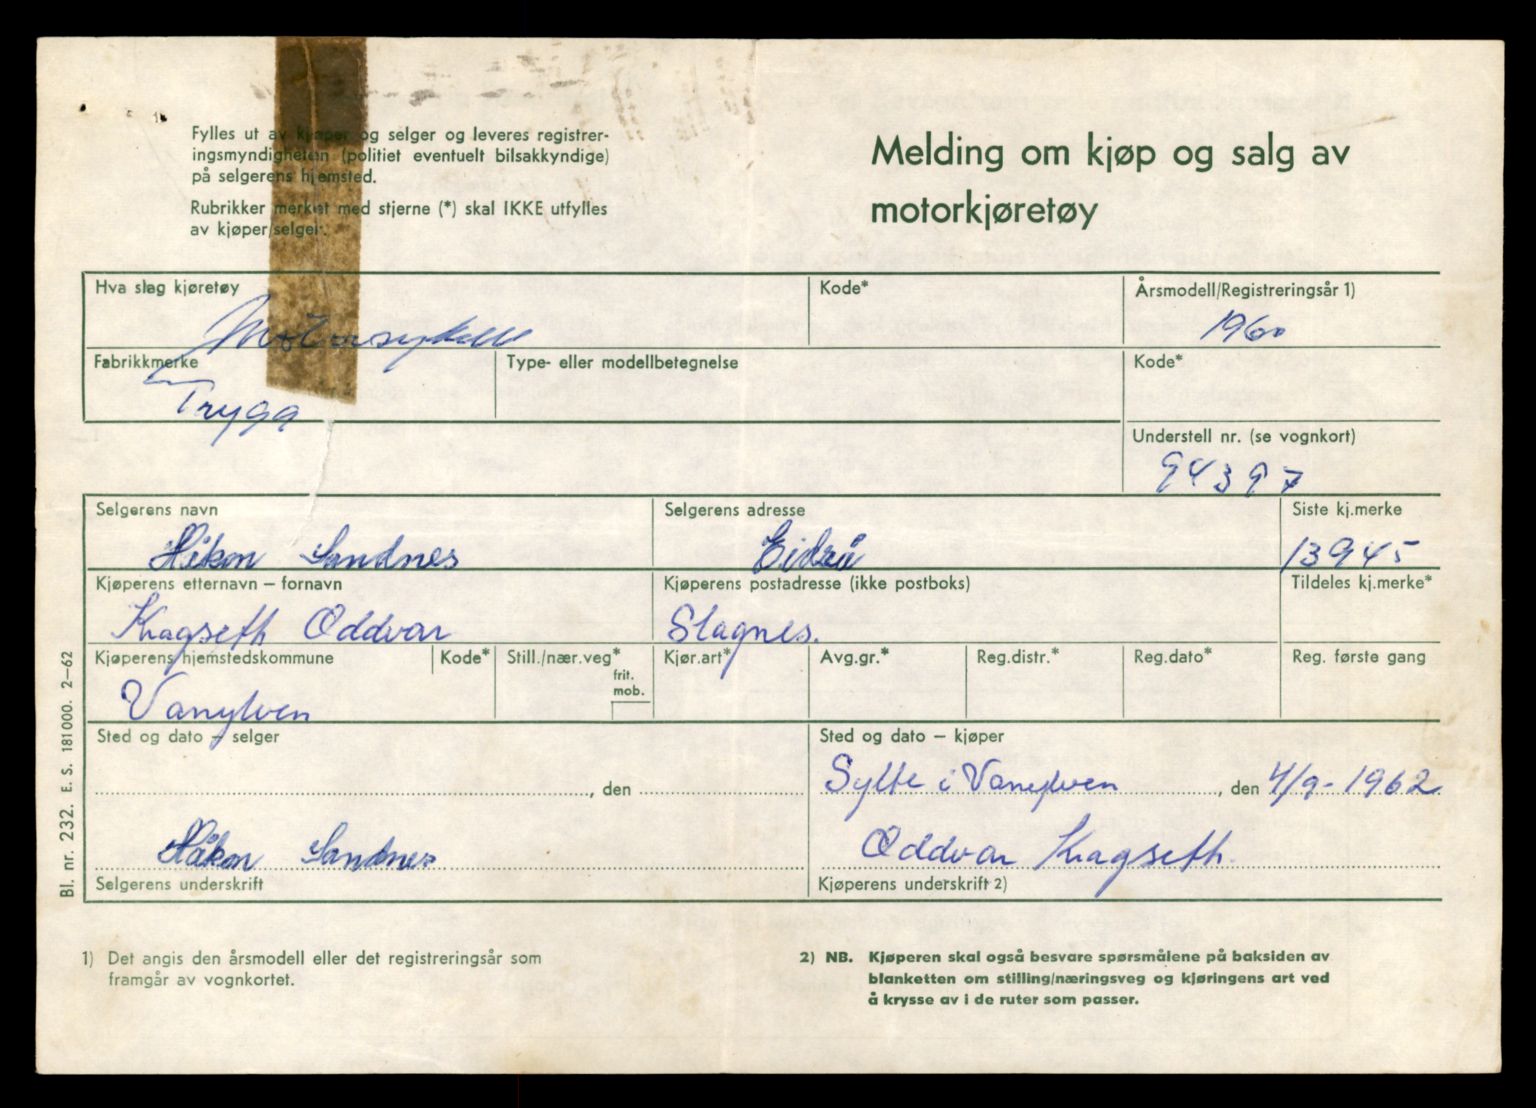 Fylles ut av kjøper og selger og leveres registrer-
ingsmyndigheten (politiet eventuelt bilsakkyndige)
på selgerens hjemsted.
Rubrikker merket med stjerne (*) skal IKKE utfylles
av kjøper/selger.
Melding om kjøp og salg av
motorkjøretøy
Hva slag kjøretøy
Kode*
Årsmodell/Registreringsår 1)
Motorsykkell
1960
Fabrikkmerke
Type- eller modellbetegnelse
Kode*
Trygg
Understell nr. (se vognkort)
94397
Selgerens navn
Selgerens adresse
Siste kj.merke
Håkon Sandnes
13945
Kjøperens etternavn – fornavn
Kjøperens postadresse (ikke postboks)
Tildeles kj.merke*
Kragseth Oddvar
Slagnes.
Kjøperens hjemstedskommune
Kode*
Still./nær.veg*
frit.
mob.
Kjør.art*
Avg.gr.*
Reg.distr.*
Reg.dato*
Reg. første gang
Vanylven
Sted og dato – selger
Sted og dato – kjøper
, den
Sylte i Vanylven, den 4/9-1962
Håkon Sandnes
Oddvar Kragseth
Selgerens underskrift
Kjøperens underskrift 2)
1) Det angis den årsmodell eller det registreringsår som
framgår av vognkortet.
2) NB. Kjøperen skal også besvare spørsmålene på baksiden av
blanketten om stilling/næringsveg og kjøringens art ved
å krysse av i de ruter som passer.
Bl. nr. 232. E. S. 181000. 2–62